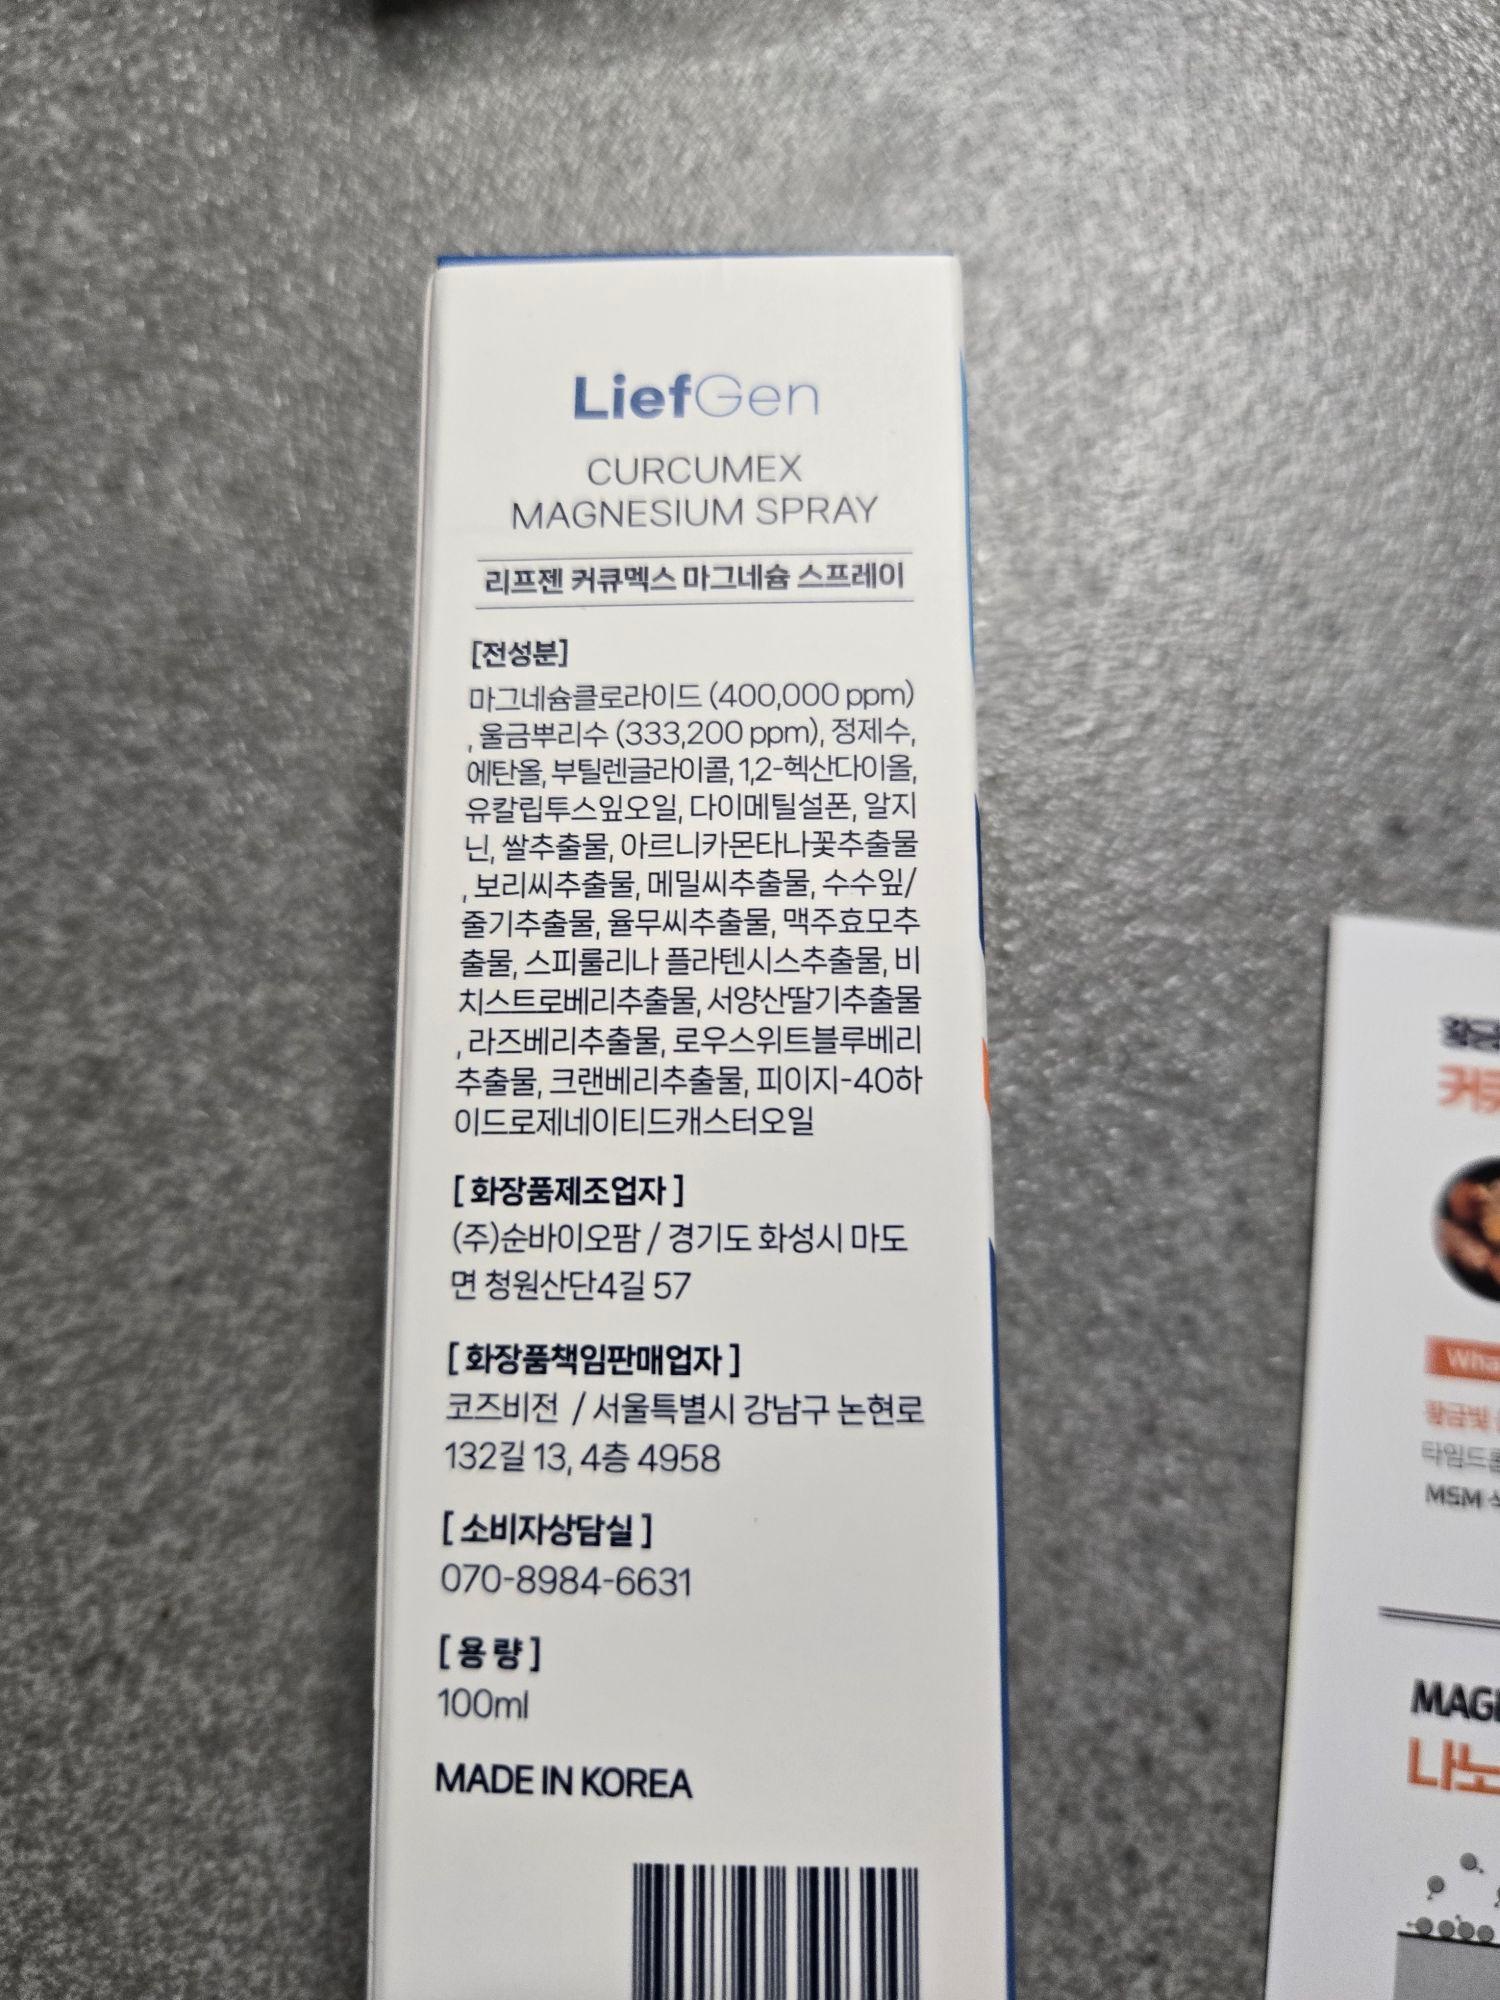 LiefGen
CURCUMEX
MAGNESIUM SPRAY
리프젠 커큐멕스 마그네슘 스프레이
[전성분]
마그네슘클로라이드 (400,000 ppm)
, 울금뿌리수 (333,200 ppm), 정제수,
에탄올, 부틸렌글라이콜, 1,2-헥산다이올,
유칼립투스잎오일, 다이메틸설폰, 알지
닌, 쌀추출물, 아르니카몬타나꽃추출물
, 보리씨추출물, 메밀씨추출물, 수수잎/
줄기추출물, 율무씨추출물, 맥주효모추
출물, 스피룰리나 플라텐시스추출물, 비
치스트로베리추출물, 서양산딸기추출물
, 라즈베리추출물, 로우스위트블루베리
추출물, 크랜베리추출물, 피이지-40하
이드로제네이티드캐스터오일
[ 화장품제조업자 ]
(주)순바이오팜 / 경기도 화성시 마도
면 청원산단4길 57
[ 화장품책임판매업자 ]
코즈비전 / 서울특별시 강남구 논현로
132길 13, 4층 4958
[ 소비자상담실 ]
070-8984-6631
[ 용 량 ]
100ml
MADE IN KOREA
황금빛
MSM